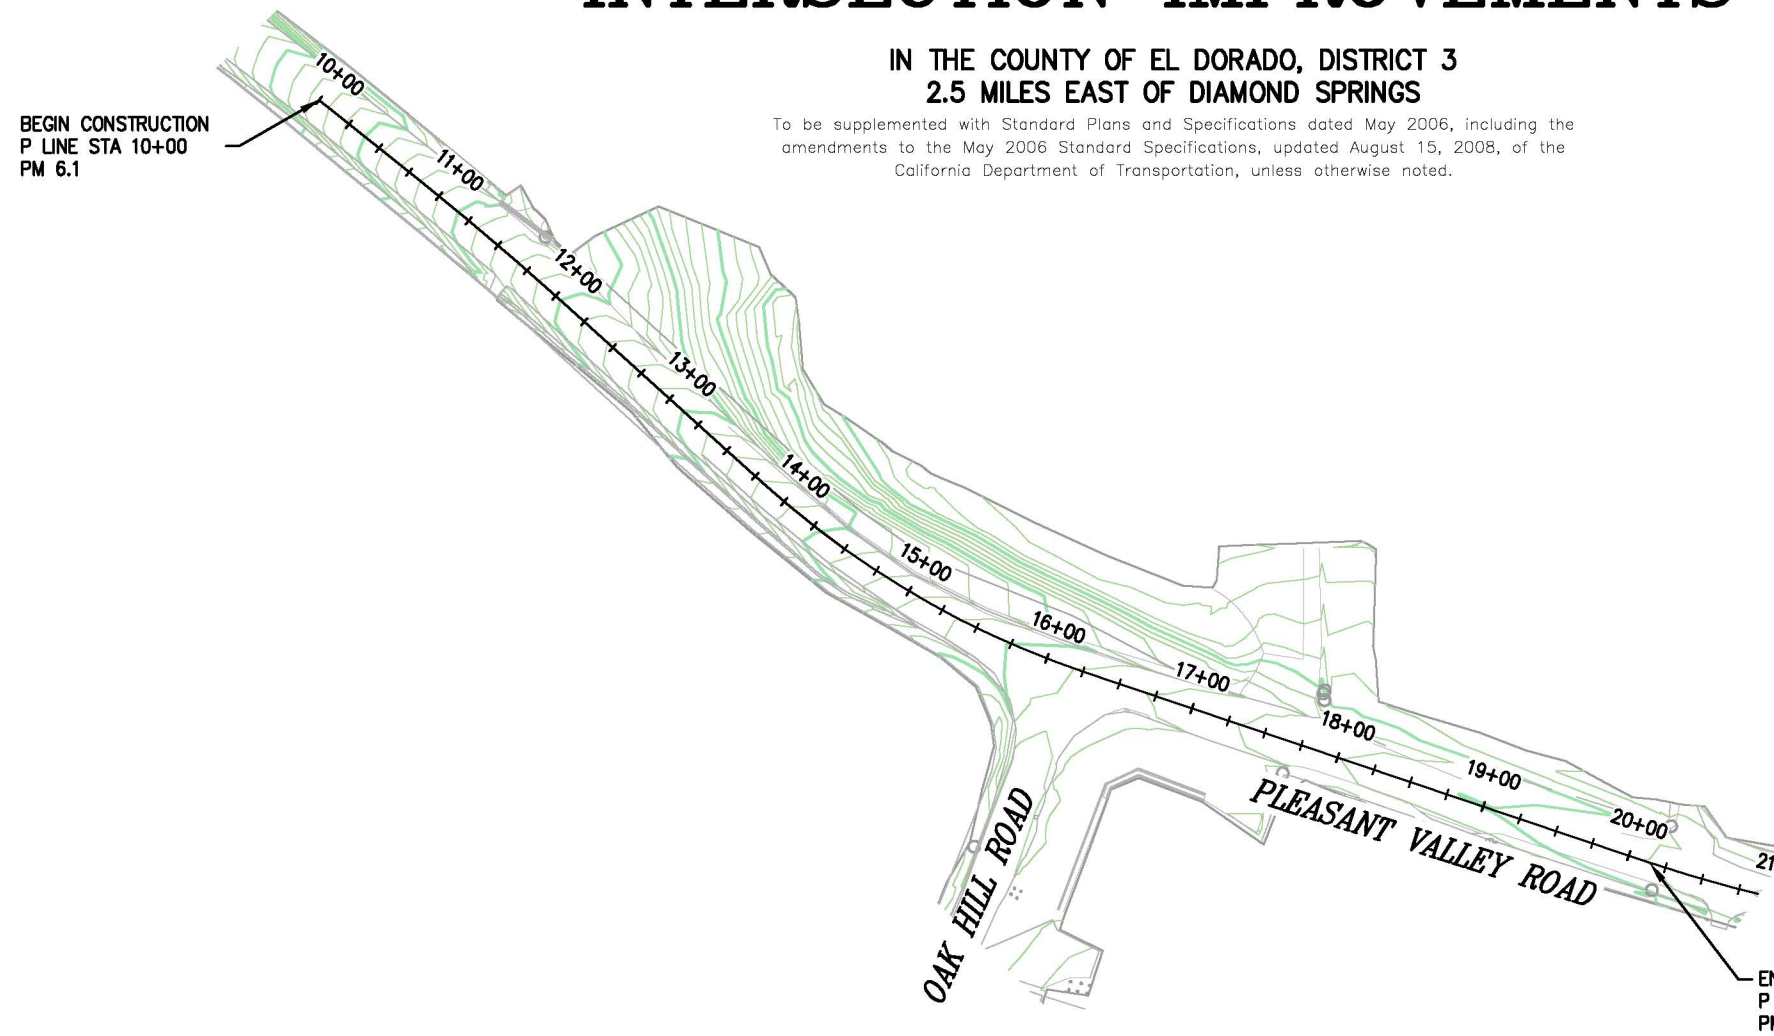 INTERSECTION IMPROVEMENTS
IN THE COUNTY OF EL DORADO, DISTRICT 3
2.5 MILES EAST OF DIAMOND SPRINGS
To be supplemented with Standard Plans and Specifications dated May 2006, including the
amendments to the May 2006 Standard Specifications, updated August 15, 2008, of the
California Department of Transportation, unless otherwise noted.
BEGIN CONSTRUCTION
P LINE STA 10+00
PM 6.1
10+00
11+00
12+00
13+00
14+00
15+00
16+00
17+00
18+00
19+00
20+00
21
PLEASANT VALLEY ROAD
OAK HILL ROAD
P